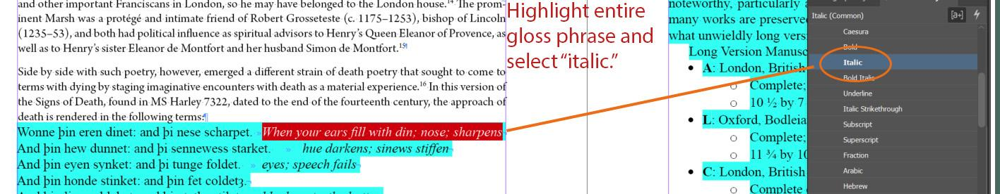 and other important Franciscans in London, so he may have belonged to the London house.¹⁴ The prom-
inent Marsh was a protégé and intimate friend of Robert Grosseteste (c. 1175–1253), bishop of Lincoln
(1235–53), and both had political influence as spiritual advisors to Henry’s Queen Eleanor of Provence, as
well as to Henry’s sister Eleanor de Montfort and her husband Simon de Montfort.¹⁵¶
Side by side with such poetry, however, emerged a different strain of death poetry that sought to come to
terms with dying by staging imaginative encounters with death as a material experience.¹⁶ In this version of
the Signs of Death, found in MS Harley 7322, dated to the end of the fourteenth century, the approach of
death is rendered in the following terms:¶
Wonne þin eren dinet: and þi nese scharpet. » When your ears fill with din; nose; sharpens
And þin hew dunnet: and þi sennewess starket. » hue darkens; sinews stiffen
And þin eyen synket: and þi tunge foldet. » eyes; speech fails
And þin honde stinket: and þin fet coldetȝ.
Highlight entire
gloss phrase and
select “italic.”
noteworthy, particularly a
many works are preserve
what unwieldly long vers
Long Version Manusc
• A: London, British
○ Complete;
○ 10 ½ by 7
• L: Oxford, Bodleia
○ Complete;
○ 11 ¾ by 10
• C: London, British
○ Complete
Italic (Common) [a+]
Caesura
Bold
Italic
Bold Italic
Underline
Italic Strikethrough
Subscript
Superscript
Fraction
Arabic
Hebrew